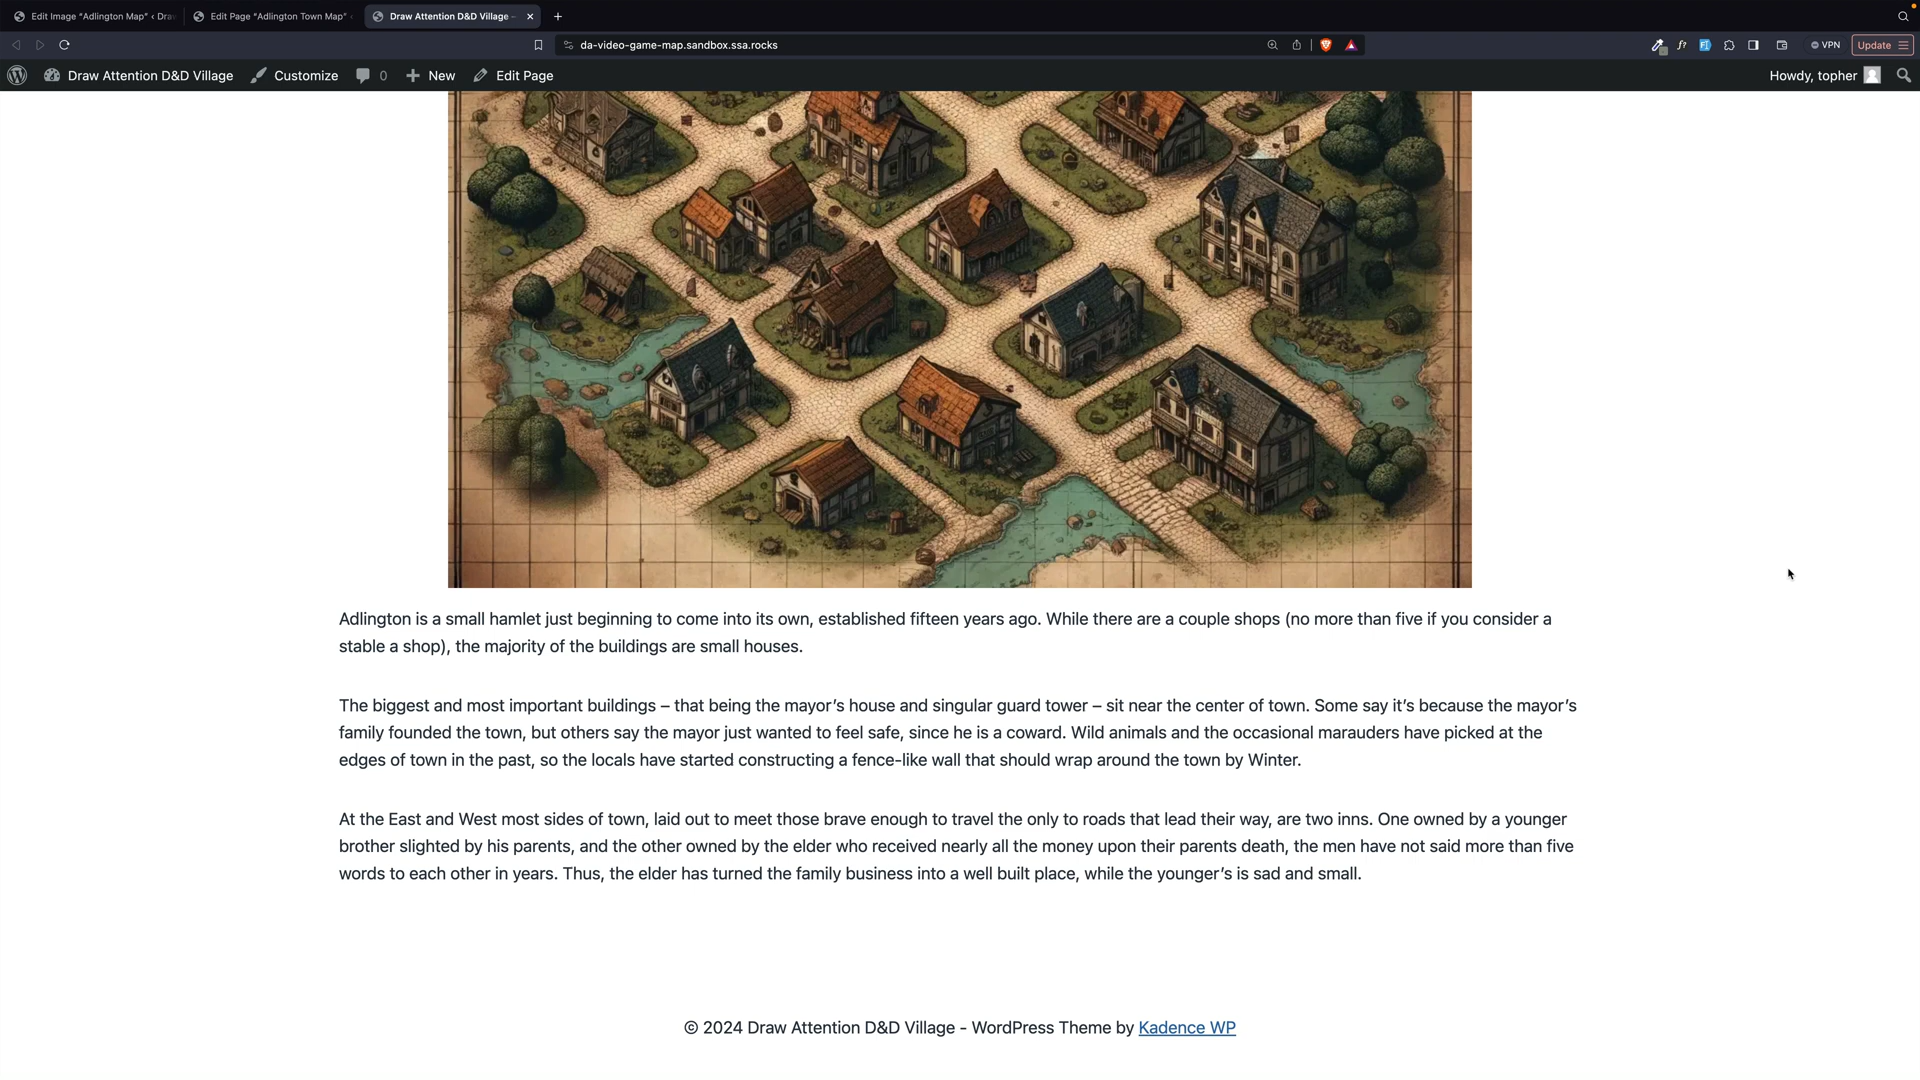 Edit Image “Adlington Map” ‹ Dra
Edit Page “Adlington Town Map” ‹
Draw Attention D&D Village –
da-video-game-map.sandbox.ssa.rocks
VPN
Update
Draw Attention D&D Village
Customize
0
New
Edit Page
Howdy, topher
Adlington is a small hamlet just beginning to come into its own, established fifteen years ago. While there are a couple shops (no more than five if you consider a
stable a shop), the majority of the buildings are small houses.
The biggest and most important buildings – that being the mayor’s house and singular guard tower – sit near the center of town. Some say it’s because the mayor’s
family founded the town, but others say the mayor just wanted to feel safe, since he is a coward. Wild animals and the occasional marauders have picked at the
edges of town in the past, so the locals have started constructing a fence-like wall that should wrap around the town by Winter.
At the East and West most sides of town, laid out to meet those brave enough to travel the only to roads that lead their way, are two inns. One owned by a younger
brother slighted by his parents, and the other owned by the elder who received nearly all the money upon their parents death, the men have not said more than five
words to each other in years. Thus, the elder has turned the family business into a well built place, while the younger’s is sad and small.
© 2024 Draw Attention D&D Village - WordPress Theme by Kadence WP